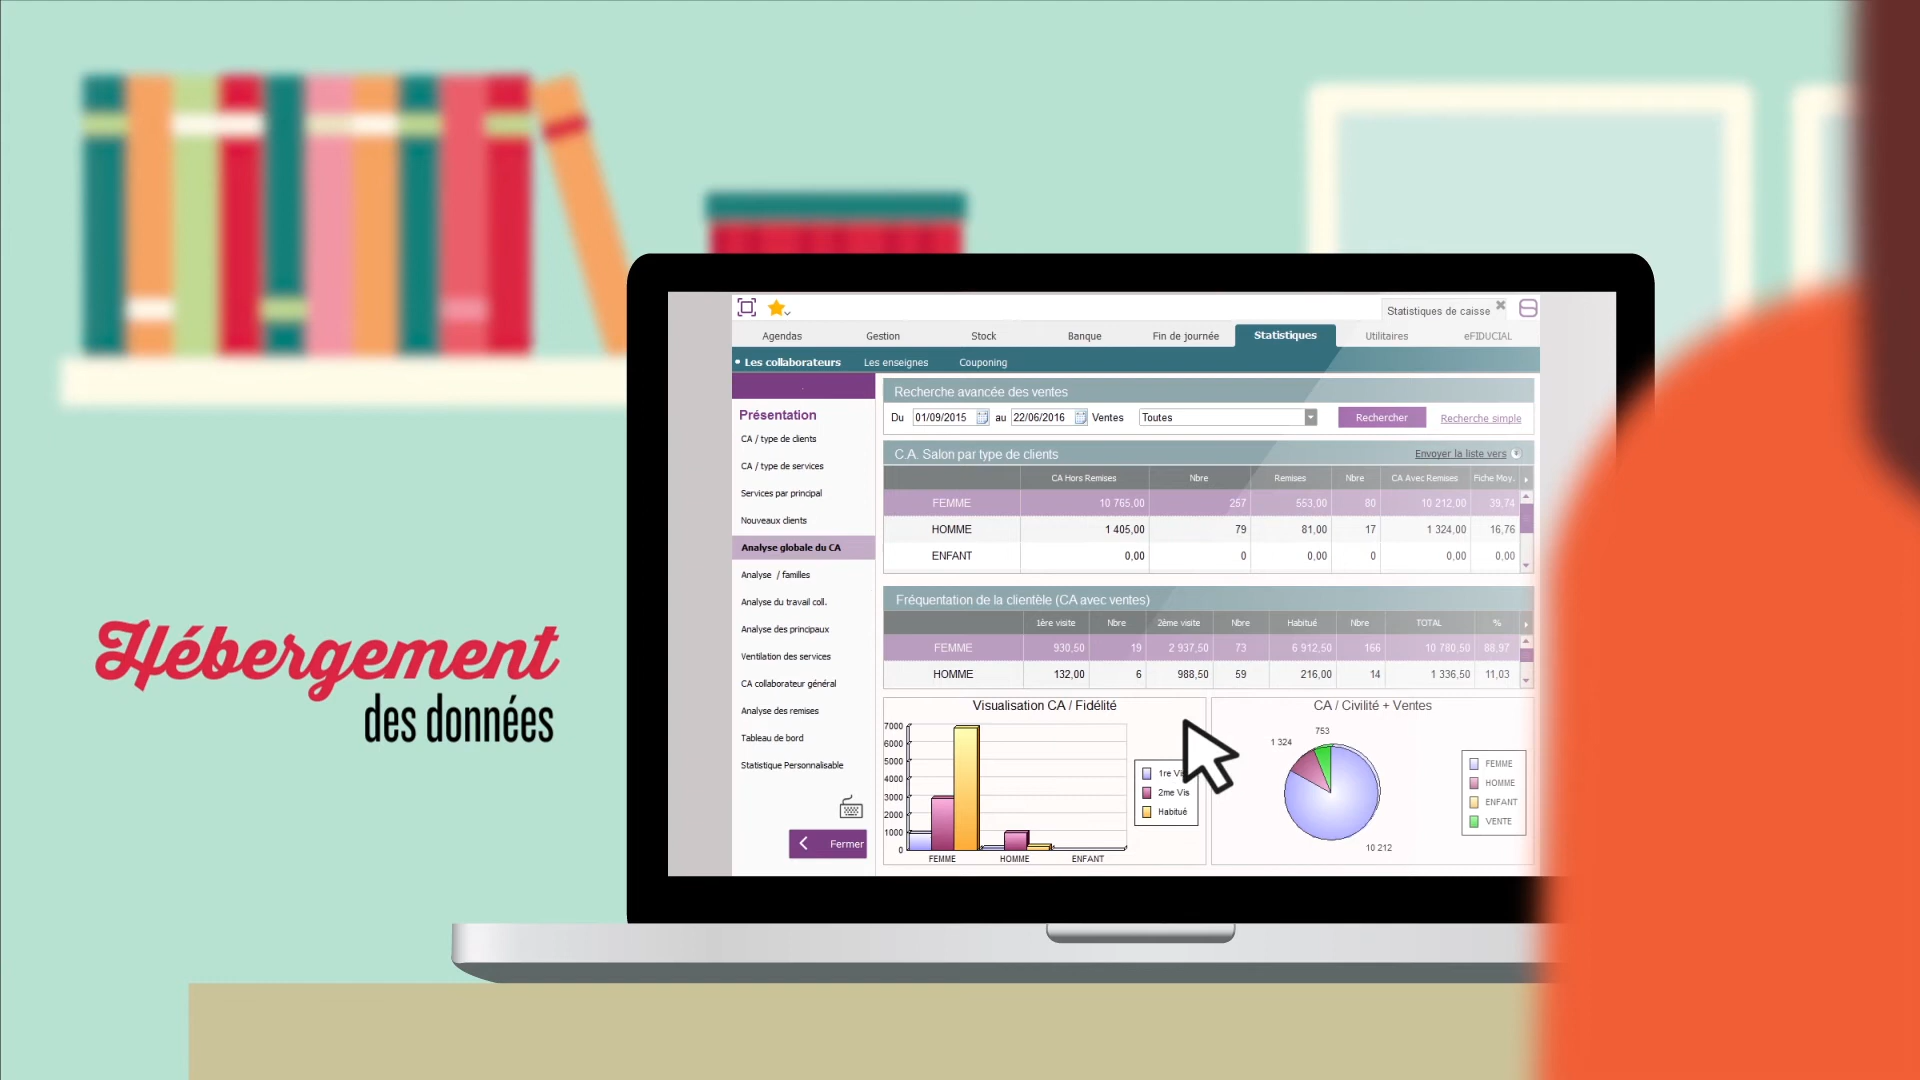 Statistiques de caisse
Agendas Gestion Stock Banque Fin de journée Statistiques Utilitaires eFIDUCIAL
Les collaborateurs Les enseignes Couponing
Présentation
CA / type de clients
CA / type de services
Services par principal
Nouveaux clients
Analyse globale du CA
Analyse / familles
Analyse du travail coll.
Analyse des principaux
Ventilation des services
CA collaborateur général
Analyse des remises
Tableau de bord
Statistique Personnalisable
Fermer
Recherche avancée des ventes
Du 01/09/2015 au 22/06/2016 Ventes Toutes Rechercher Recherche simple
C.A. Salon par type de clients Envoyer la liste vers
CA Hors Remises Nbre Remises Nbre CA Avec Remises Fiche Moy.
FEMME 10 765,00 257 553,00 80 10 212,00 39,74
HOMME 1 405,00 79 81,00 17 1 324,00 16,76
ENFANT 0,00 0 0,00 0 0,00 0,00
Fréquentation de la clientèle (CA avec ventes)
1ère visite Nbre 2ème visite Nbre Habitué Nbre TOTAL %
FEMME 930,50 19 2 937,50 73 6 912,50 166 10 780,50 88,97
HOMME 132,00 6 988,50 59 216,00 14 1 336,50 11,03
Visualisation CA / Fidélité
7000
6000
5000
4000
3000
2000
1000
0
FEMME HOMME ENFANT
1re Vi
2me Vis
Habitué
CA / Civilité + Ventes
753
1 324
10 212
FEMME
HOMME
ENFANT
VENTE
Hébergement
des données